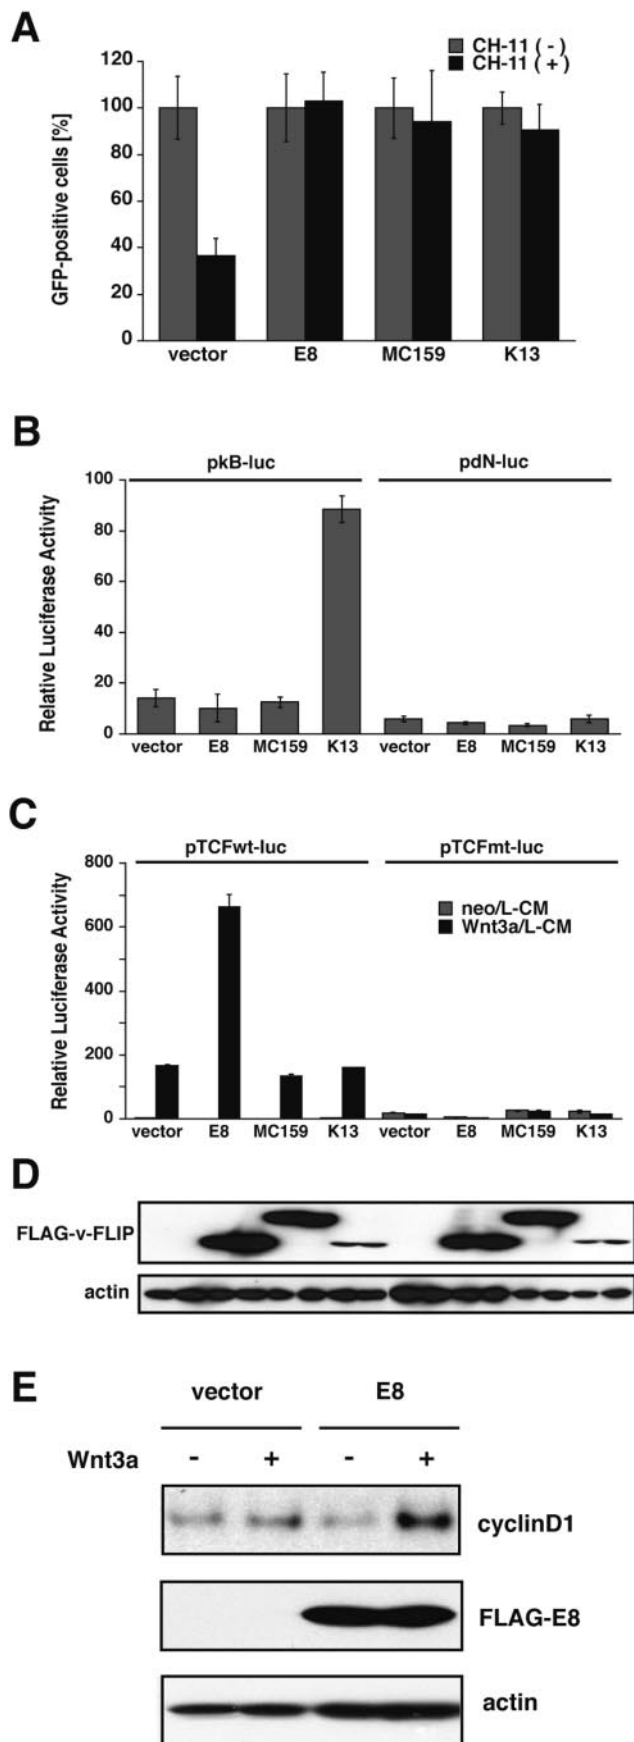 A
CH-11 ( - )
CH-11 ( + )
GFP-positive cells [%]
120
100
80
60
40
20
0
vector E8 MC159 K13
B
pkB-luc pdN-luc
Relative Luciferase Activity
100
80
60
40
20
0
vector E8 MC159 K13 vector E8 MC159 K13
C
pTCFwt-luc pTCFmt-luc
neo/L-CM
Wnt3a/L-CM
Relative Luciferase Activity
800
600
400
200
0
vector E8 MC159 K13 vector E8 MC159 K13
D
FLAG-v-FLIP
actin
E
vector E8
Wnt3a - + - +
cyclinD1
FLAG-E8
actin